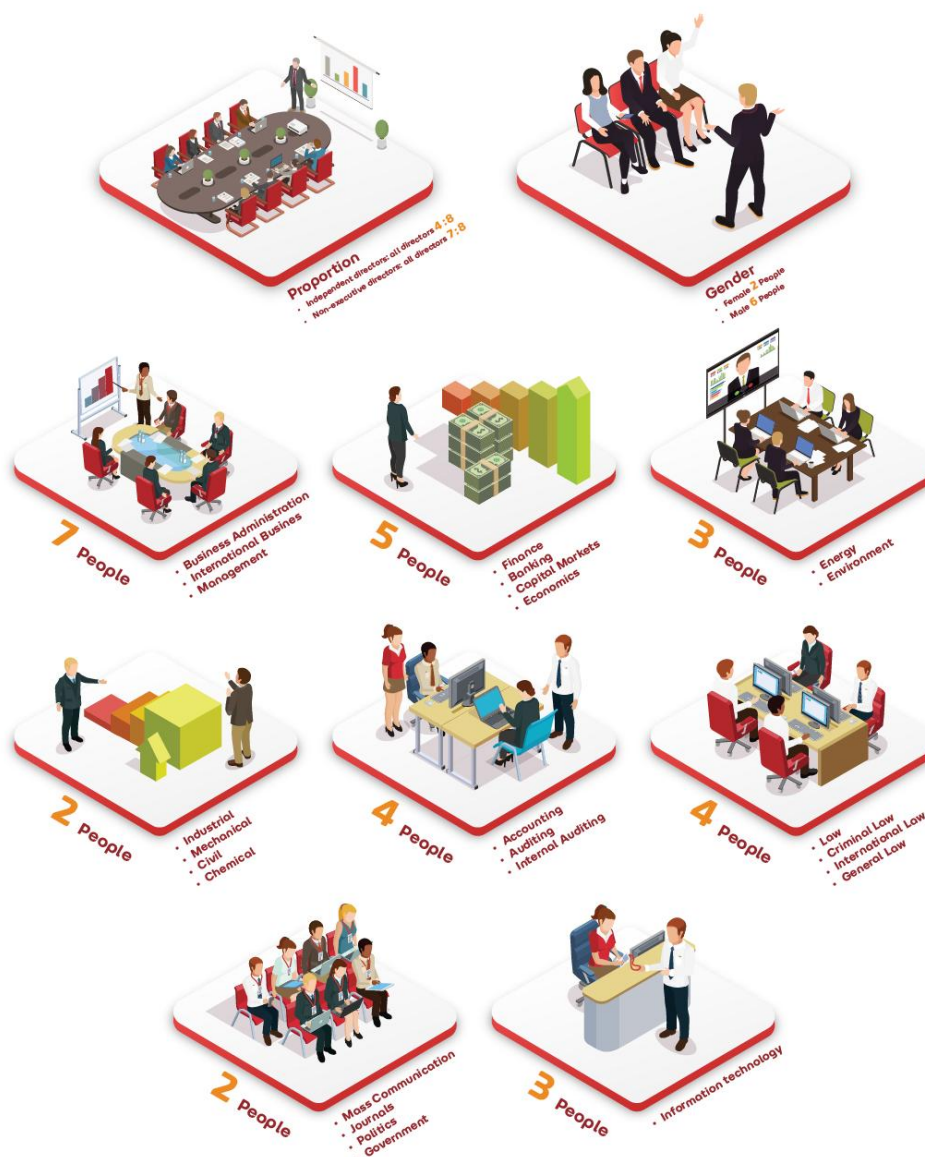 Proportion
• Independent directors: all directors 4:8
• Non-executive directors: all directors 7:8
Gender
• Female 2 People
• Male 6 People
7 People
• Business Administration
• International Busines
• Management
5 People
• Finance
• Banking
• Capital Markets
• Economics
3 People
• Energy
• Environment
2 People
• Industrial
• Mechanical
• Civil
• Chemical
4 People
• Accounting
• Auditing
• Internal Auditing
4 People
• Law
• Criminal Law
• International Law
• General Law
2 People
• Mass Communication
• Journals
• Politics
• Government
3 People
• Information technology